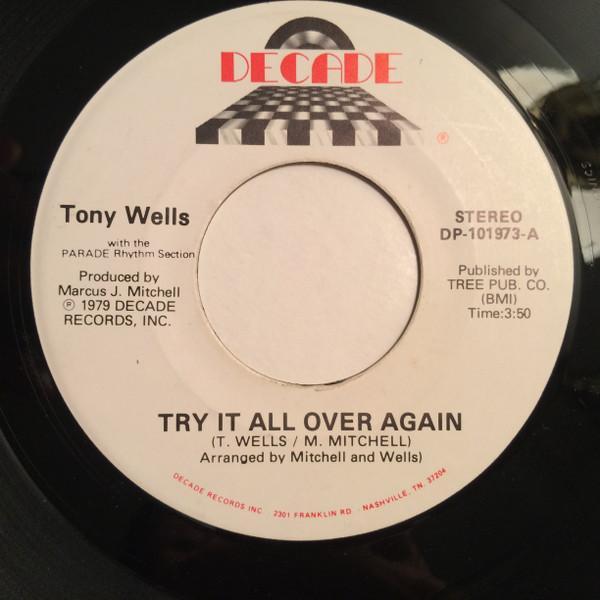 DECADE
®
Tony Wells
with the
PARADE Rhythm Section
Produced by
Marcus J. Mitchell
℗ 1979 DECADE
RECORDS, INC.
STEREO
DP-101973-A
Published by
TREE PUB. CO.
(BMI)
Time:3:50
TRY IT ALL OVER AGAIN
(T. WELLS / M. MITCHELL)
Arranged by Mitchell and Wells)
DECADE RECORDS INC. · 2301 FRANKLIN RD. · NASHVILLE, TN. 37204